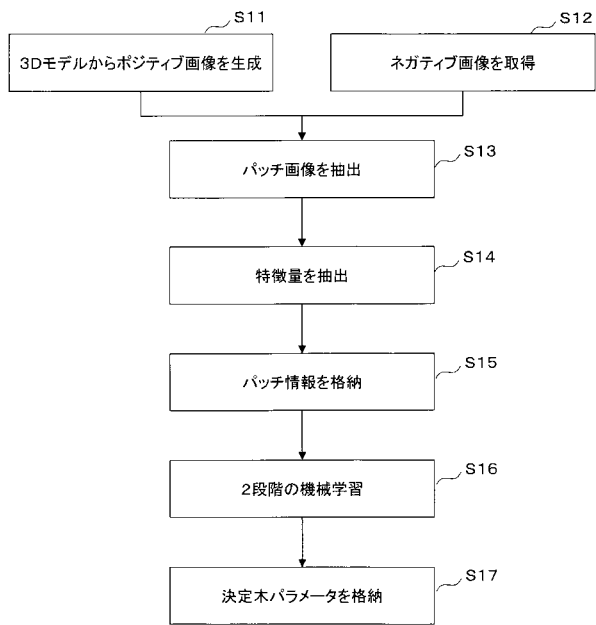 S11
3Dモデルからポジティブ画像を生成
S12
ネガティブ画像を取得
S13
パッチ画像を抽出
S14
特徴量を抽出
S15
パッチ情報を格納
S16
2段階の機械学習
S17
決定木パラメータを格納